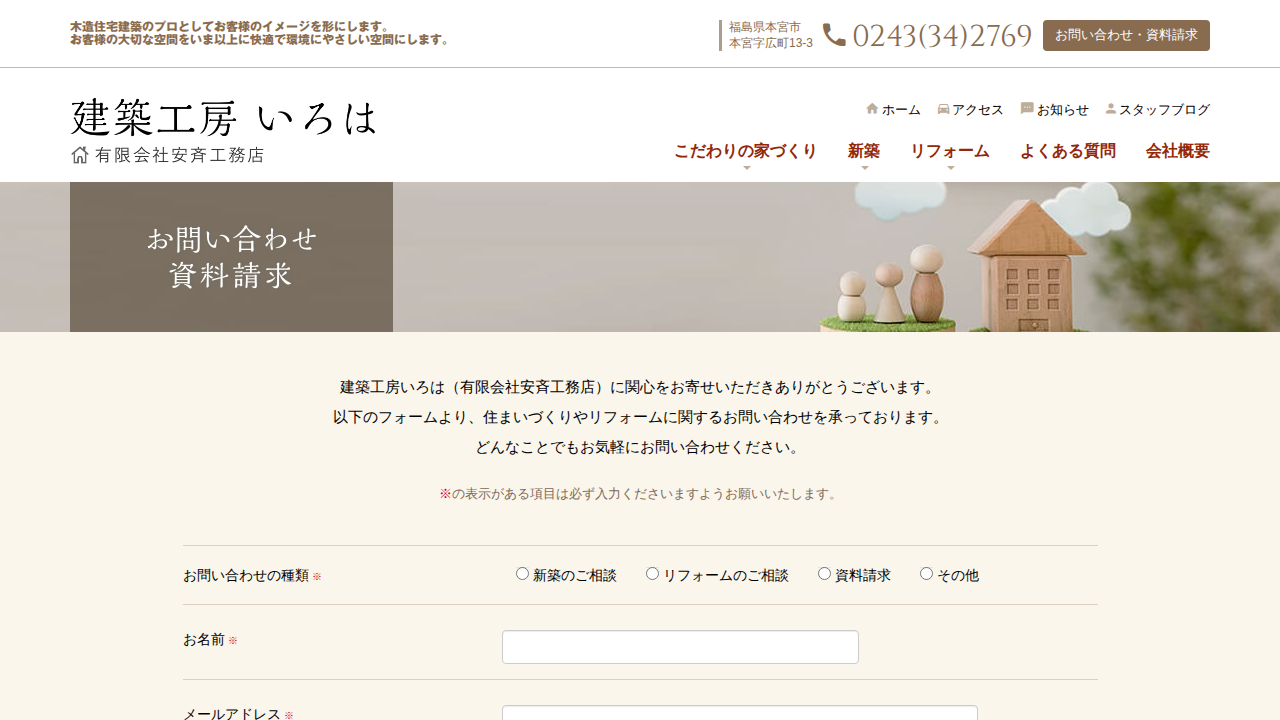 木造住宅建築のプロとしてお客様のイメージを形にします。
お客様の大切な空間をいま以上に快適で環境にやさしい空間にします。
福島県本宮市
本宮字広町13-3
0243(34)2769
お問い合わせ・資料請求
建築工房 いろは
有限会社安斉工務店
ホーム
アクセス
お知らせ
スタッフブログ
こだわりの家づくり
新築
リフォーム
よくある質問
会社概要
お問い合わせ
資料請求
建築工房いろは（有限会社安斉工務店）に関心をお寄せいただきありがとうございます。
以下のフォームより、住まいづくりやリフォームに関するお問い合わせを承っております。
どんなことでもお気軽にお問い合わせください。
※の表示がある項目は必ず入力くださいますようお願いいたします。
お問い合わせの種類 ※
新築のご相談
リフォームのご相談
資料請求
その他
お名前 ※
メールアドレス ※